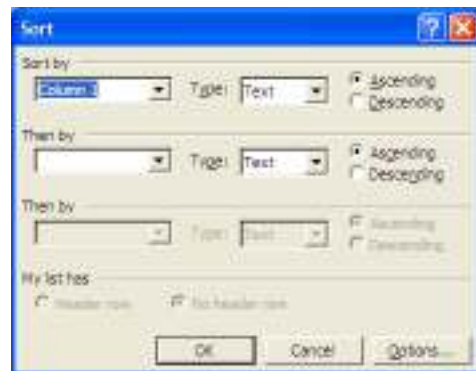 Sort
Sort by
Column 1 Type: Text Ascending
Descending
Then by
Type: Text Ascending
Descending
Then by
Type: Text Ascending
Descending
My list has
Header row No header row
OK Cancel Options...